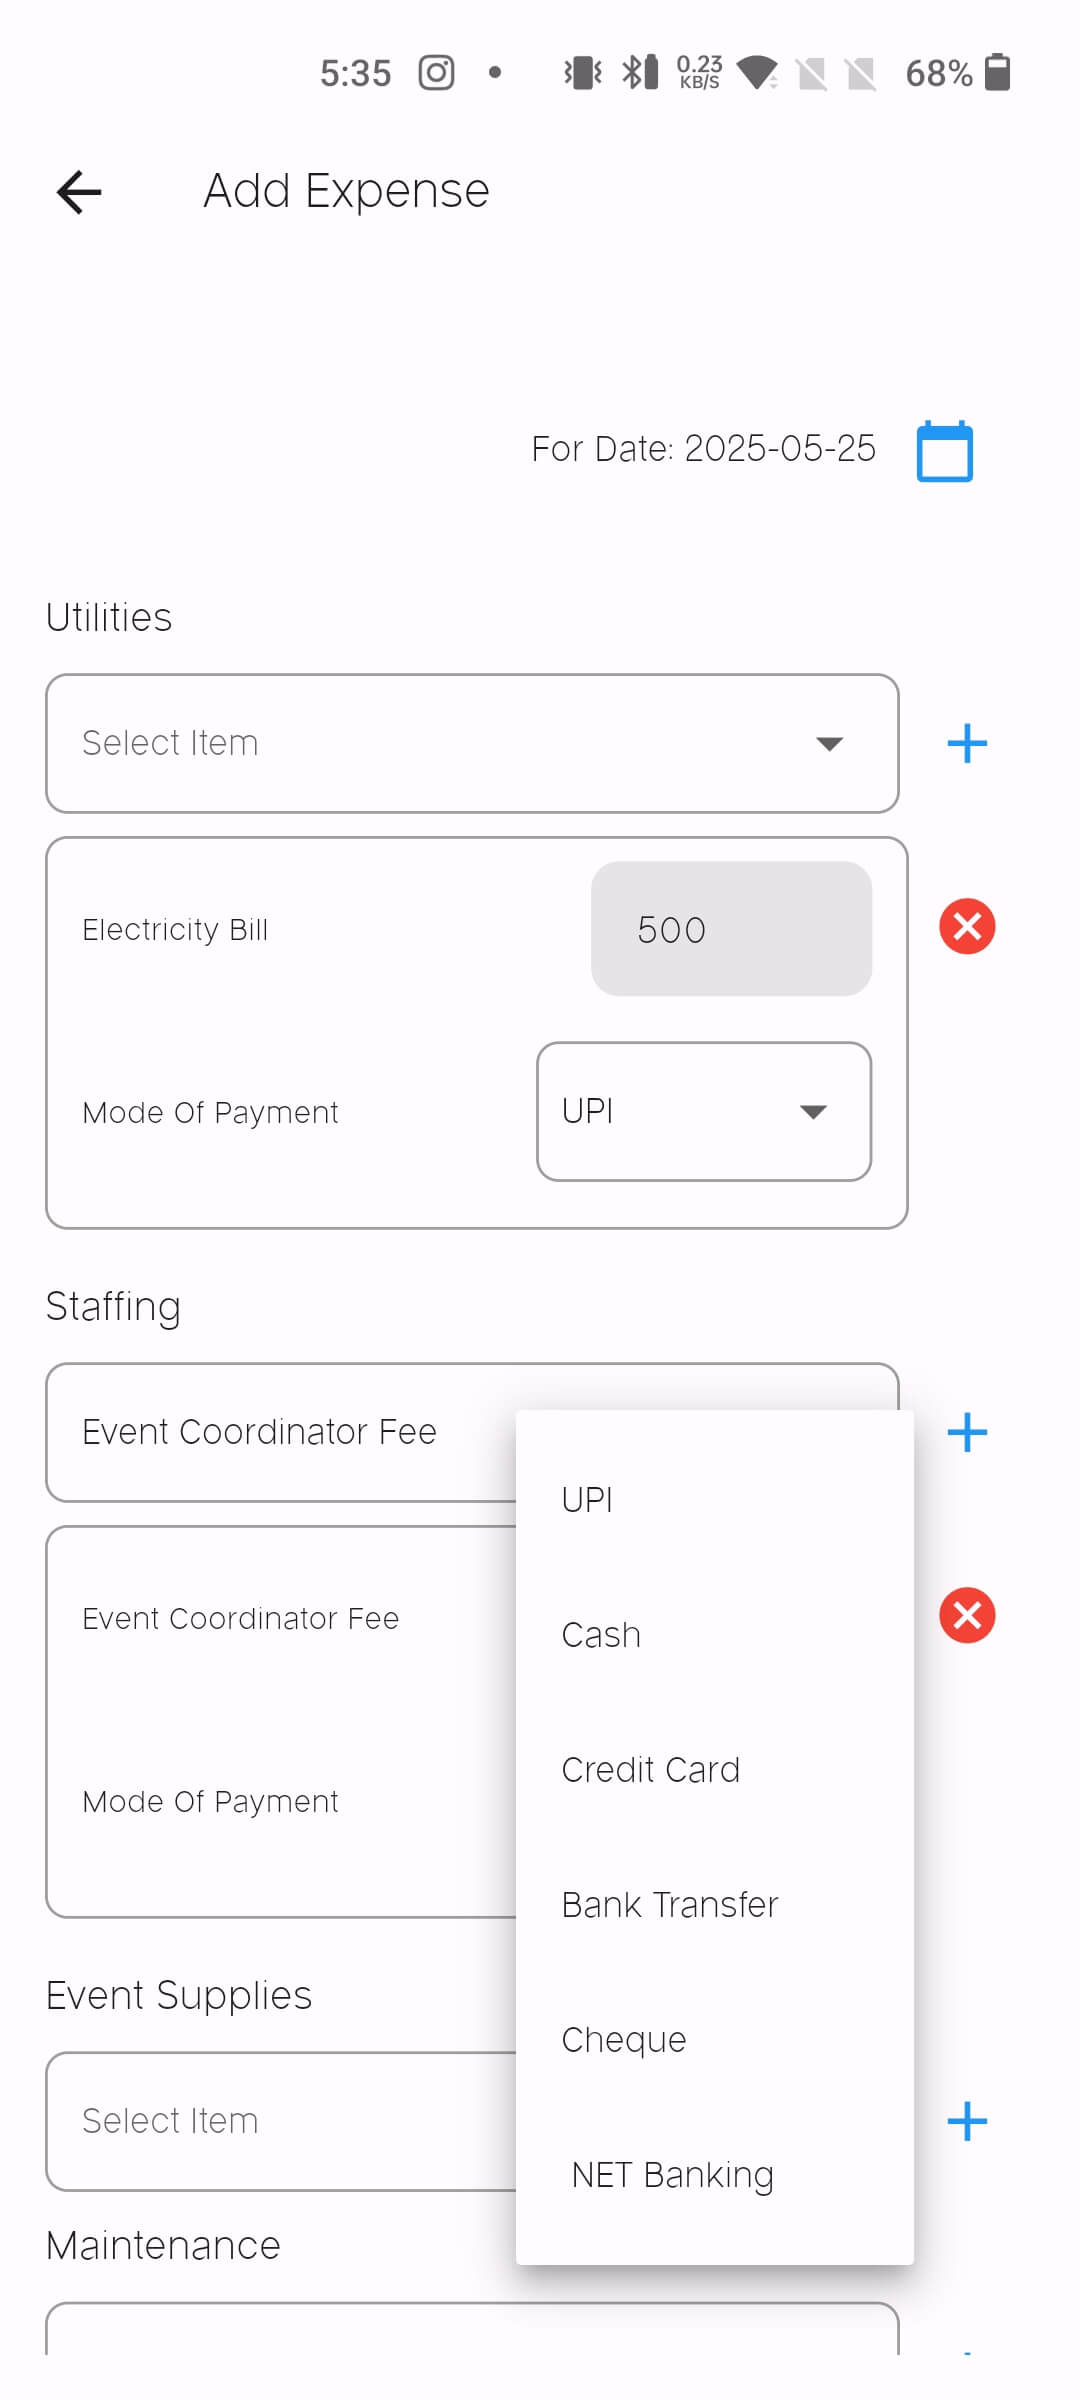 5:35
0.23
KB/S
68%
Add Expense
For Date: 2025-05-25
Utilities
Select Item
Electricity Bill
500
Mode Of Payment
UPI
Staffing
Event Coordinator Fee
Event Coordinator Fee
Mode Of Payment
UPI
Cash
Credit Card
Bank Transfer
Cheque
NET Banking
Event Supplies
Select Item
Maintenance